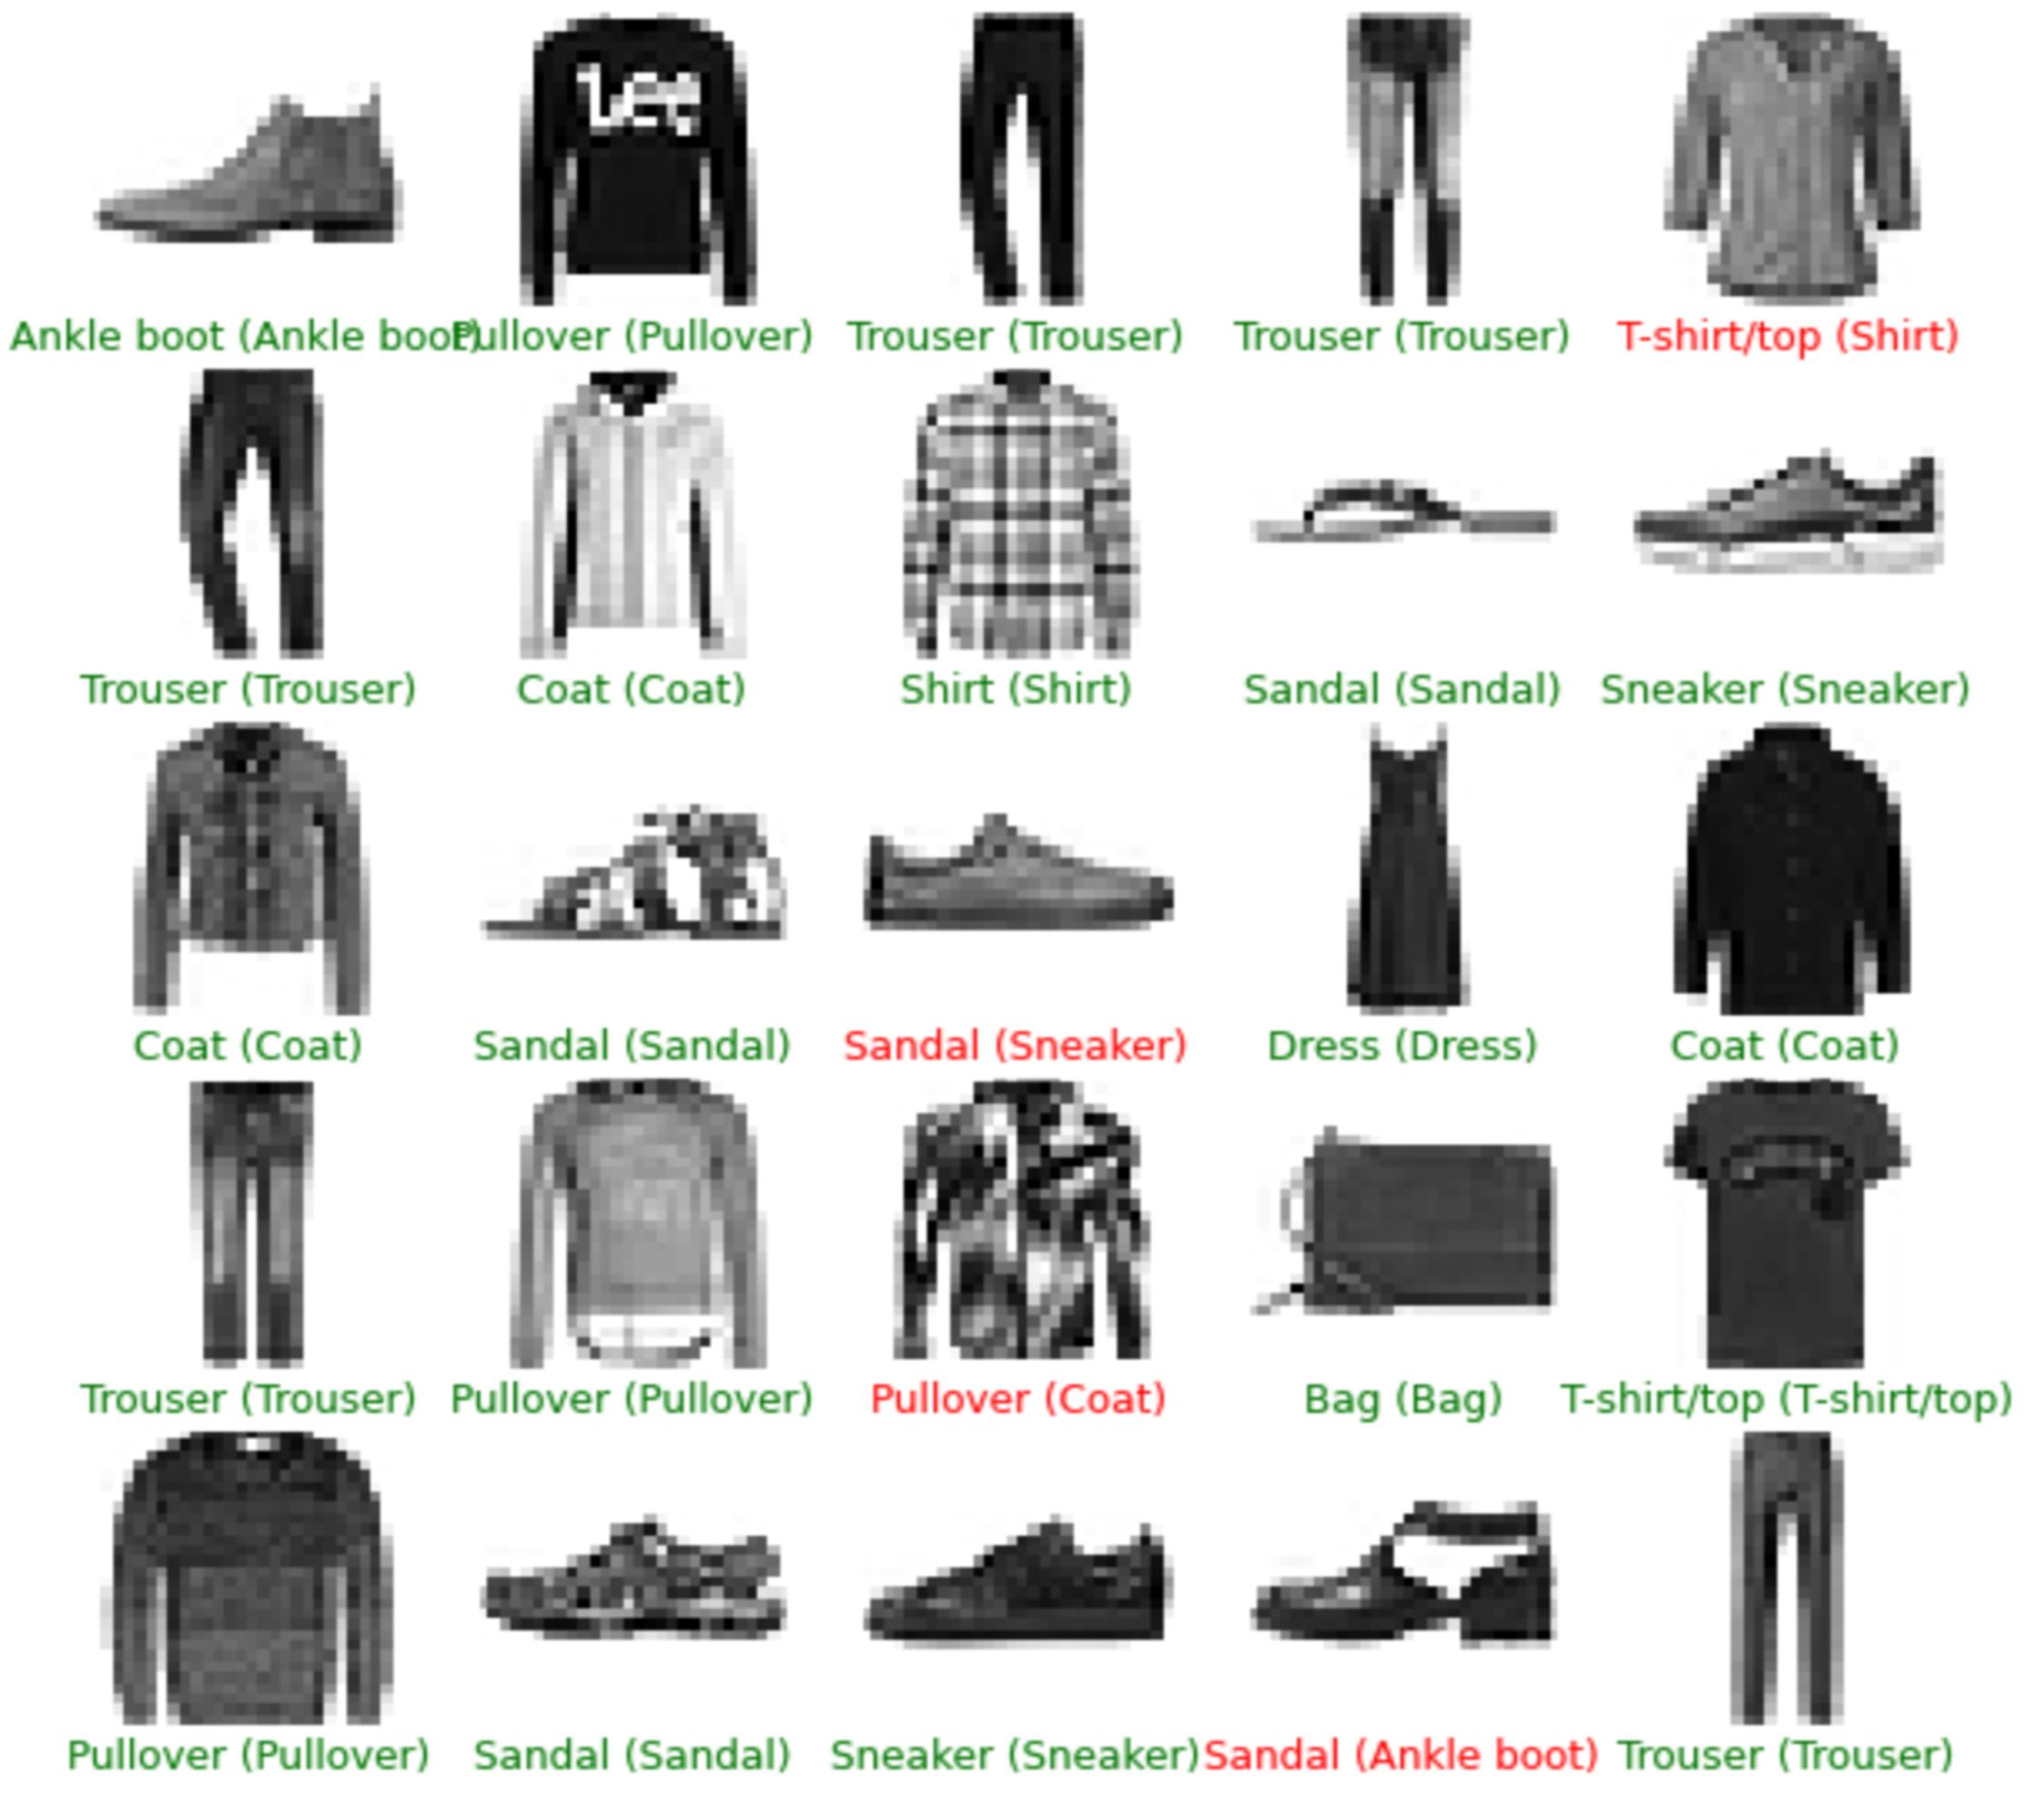 Ankle boot (Ankle boot) Pullover (Pullover) Trouser (Trouser) Trouser (Trouser) T-shirt/top (Shirt)
Trouser (Trouser) Coat (Coat) Shirt (Shirt) Sandal (Sandal) Sneaker (Sneaker)
Coat (Coat) Sandal (Sandal) Sandal (Sneaker) Dress (Dress) Coat (Coat)
Trouser (Trouser) Pullover (Pullover) Pullover (Coat) Bag (Bag) T-shirt/top (T-shirt/top)
Pullover (Pullover) Sandal (Sandal) Sneaker (Sneaker) Sandal (Ankle boot) Trouser (Trouser)